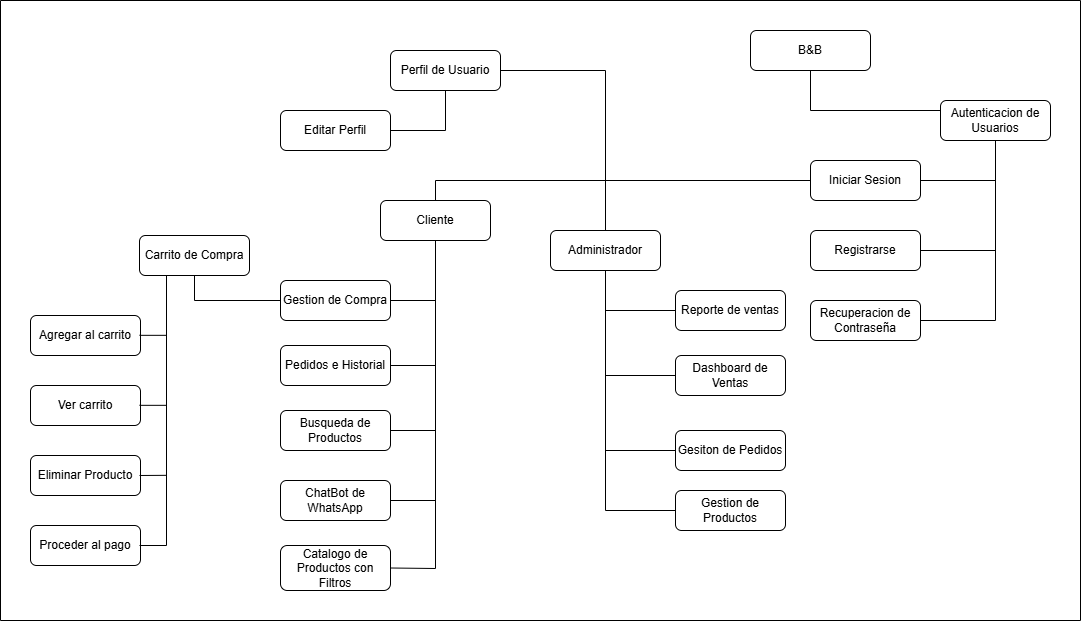 B&B
Perfil de Usuario
Autenticacion de
Usuarios
Editar Perfil
Iniciar Sesion
Cliente
Administrador
Registrarse
Carrito de Compra
Gestion de Compra
Reporte de ventas
Recuperacion de
Contraseña
Agregar al carrito
Pedidos e Historial
Dashboard de
Ventas
Ver carrito
Busqueda de
Productos
Gesiton de Pedidos
Eliminar Producto
ChatBot de
WhatsApp
Gestion de
Productos
Proceder al pago
Catalogo de
Productos con
Filtros